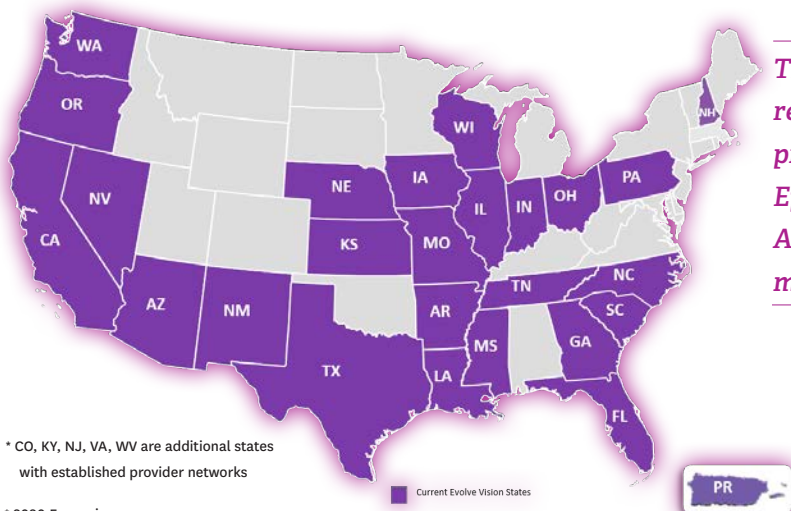 WA
OR
CA
NV
AZ
NM
TX
NE
KS
IA
MO
AR
LA
WI
IL
MS
IN
OH
TN
PA
NC
SC
GA
FL
NH
PR
* CO, KY, NJ, VA, WV are additional states
with established provider networks
Current Evolve Vision States